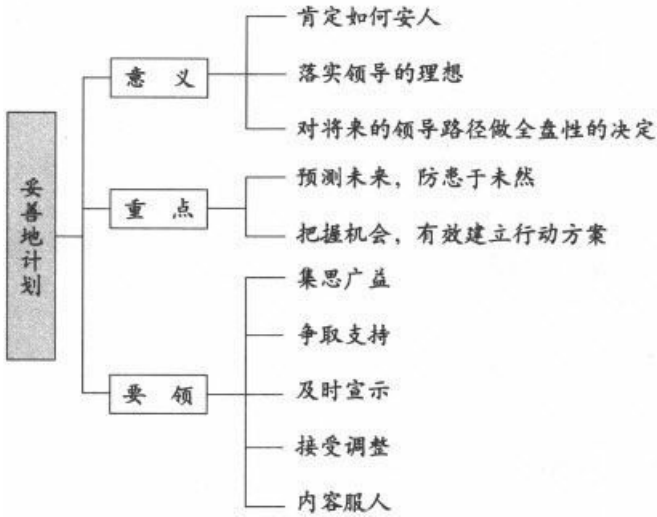 妥善地计划
意 义
肯定如何安人
落实领导的理想
对将来的领导路径做全盘性的决定
重 点
预测未来，防患于未然
把握机会，有效建立行动方案
要 领
集思广益
争取支持
及时宣示
接受调整
内容服人